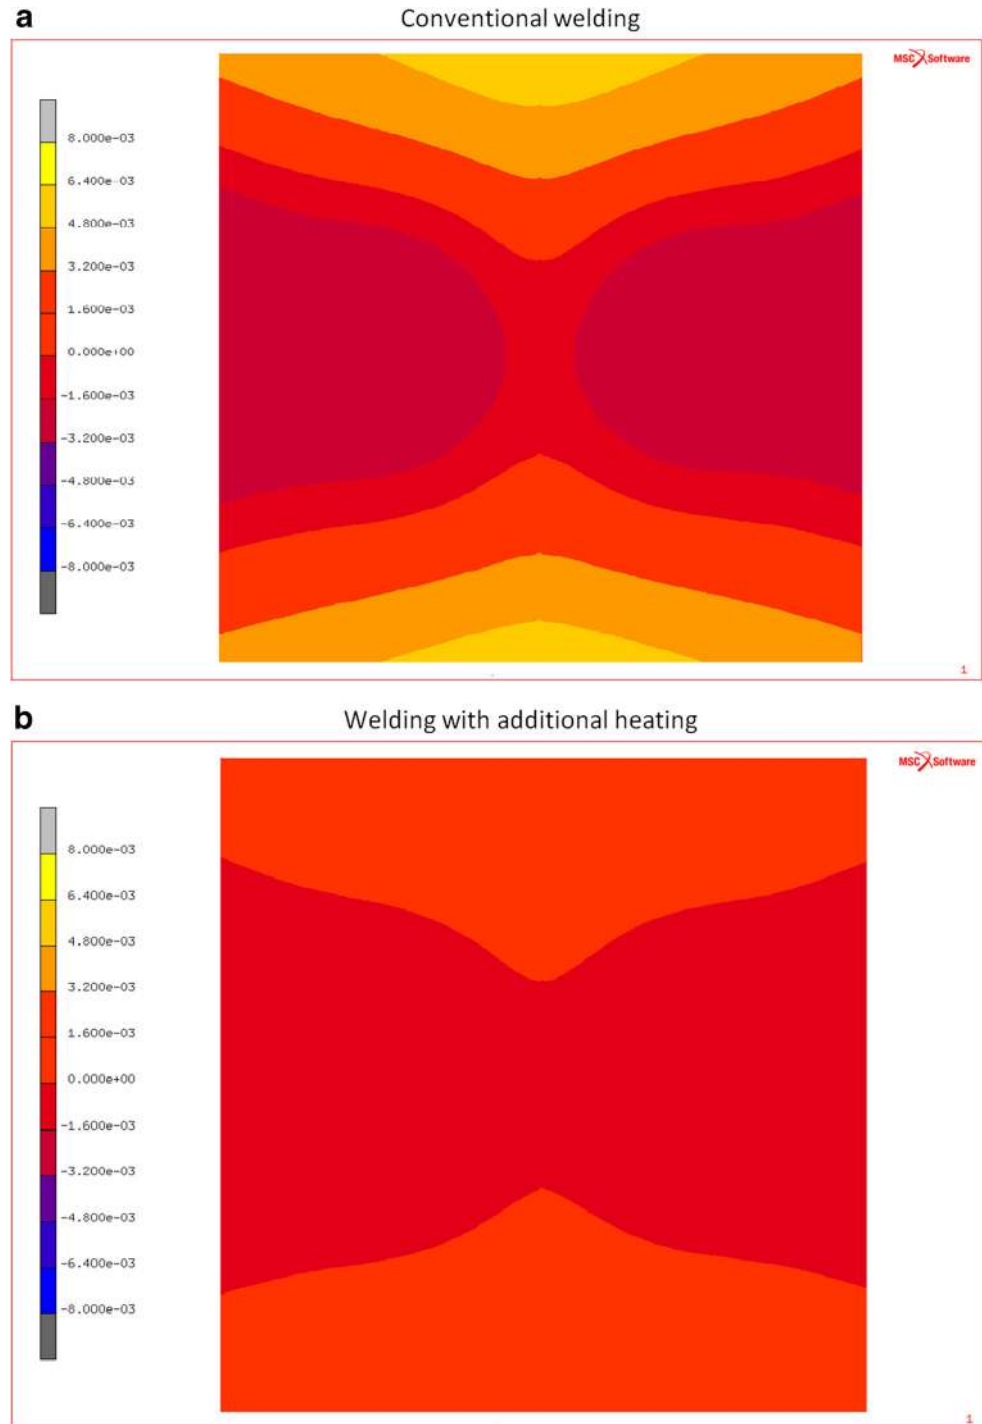 a
Conventional welding
MSC Software
8.000e-03
6.400e-03
4.800e-03
3.200e-03
1.600e-03
0.000e+00
-1.600e-03
-3.200e-03
-4.800e-03
-6.400e-03
-8.000e-03
1
b
Welding with additional heating
MSC Software
8.000e-03
6.400e-03
4.800e-03
3.200e-03
1.600e-03
0.000e+00
-1.600e-03
-3.200e-03
-4.800e-03
-6.400e-03
-8.000e-03
1